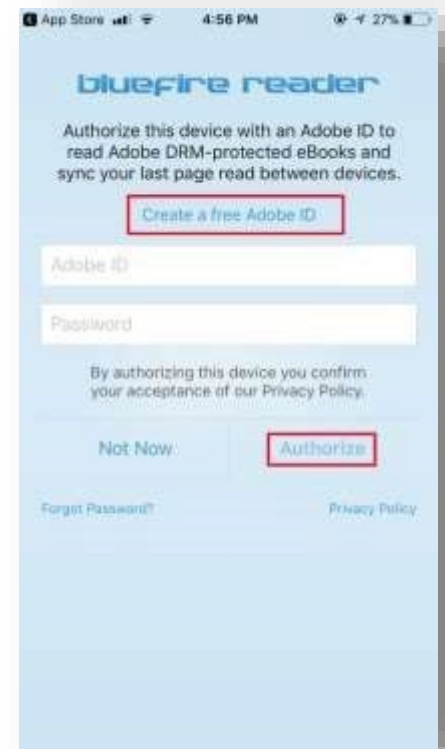 App Store 4:56 PM 27%
bluefire reader
Authorize this device with an Adobe ID to
read Adobe DRM-protected eBooks and
sync your last page read between devices.
Create a free Adobe ID
Adobe ID
Password
By authorizing this device you confirm
your acceptance of our Privacy Policy.
Not Now Authorize
Forgot Password? Privacy Policy